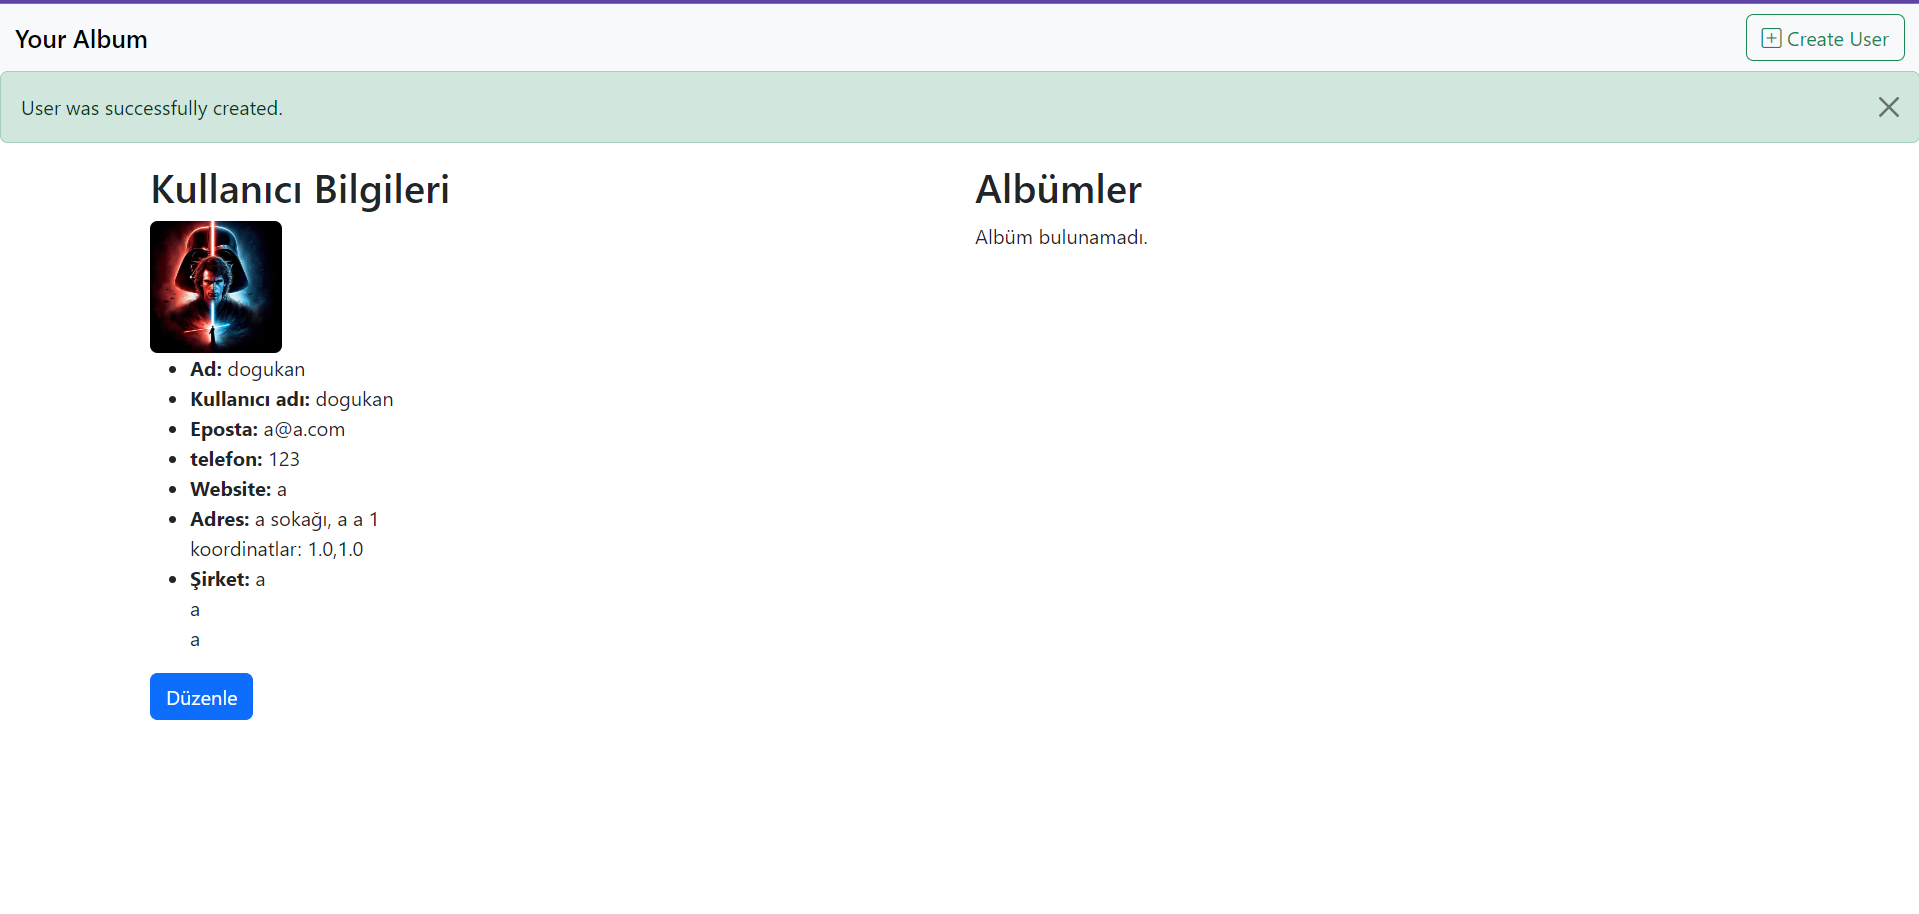 Your Album
Create User
User was successfully created.
Kullanıcı Bilgileri
Ad: dogukan
Kullanıcı adı: dogukan
Eposta: a@a.com
telefon: 123
Website: a
Adres: a sokağı, a a 1
koordinatlar: 1.0,1.0
Şirket: a
a
a
Düzenle
Albümler
Albüm bulunamadı.